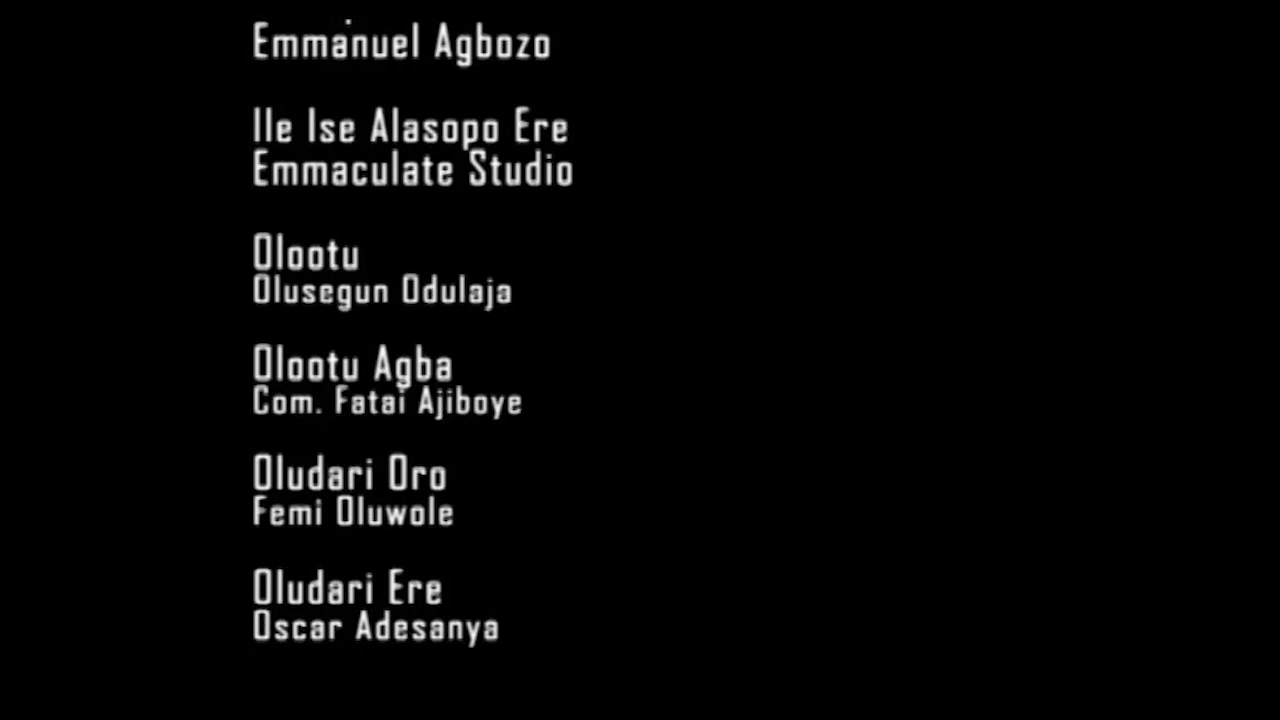 Emmanuel Agbozo
Ile Ise Alasopo Ere
Emmaculate Studio
Olootu
Olusegun Odulaja
Olootu Agba
Com. Fatai Ajiboye
Oludari Oro
Femi Oluwole
Oludari Ere
Oscar Adesanya